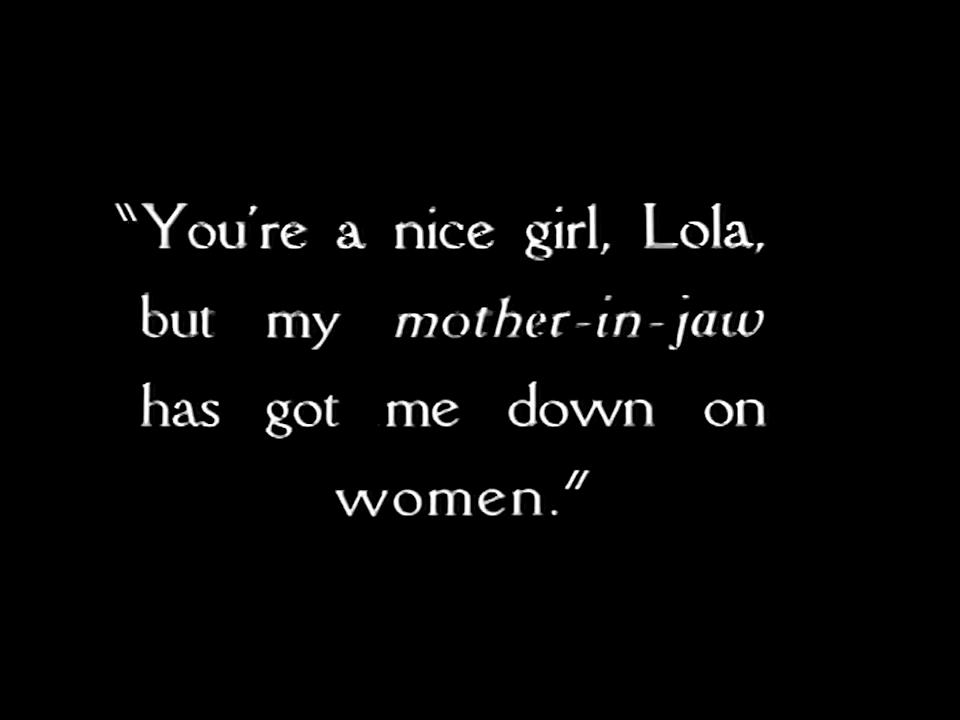 “You're a nice girl, Lola,
but my mother-in-jaw
has got me down on
women.”